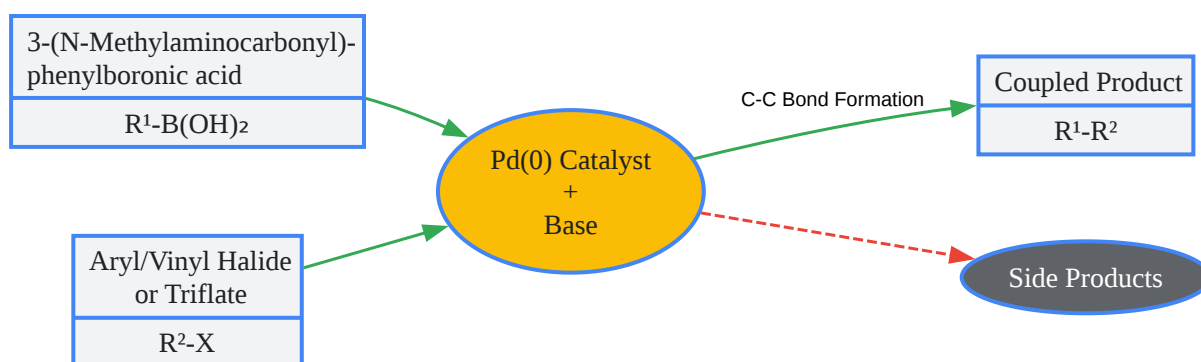 3-(N-Methylaminocarbonyl)-
phenylboronic acid
R¹-B(OH)₂
Aryl/Vinyl Halide
or Triflate
R²-X
Pd(0) Catalyst
+
Base
C-C Bond Formation
Coupled Product
R¹-R²
Side Products